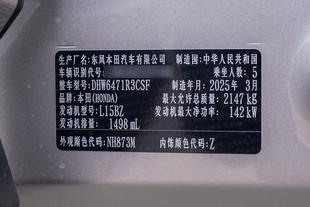 生产厂名:东风本田汽车有限公司 制造国:中华人民共和国
车辆识别代号: 乘坐人数:5
整车型号:DHW6471R3CSF 制造年月:2025年 3月
品牌:本田(HONDA) 最大允许总质量:2147kg
发动机型号:L15BZ 发动机最大净功率:142kW
发动机排量:1498 mL
外观颜色代码:NH873M 内饰颜色代码:Z